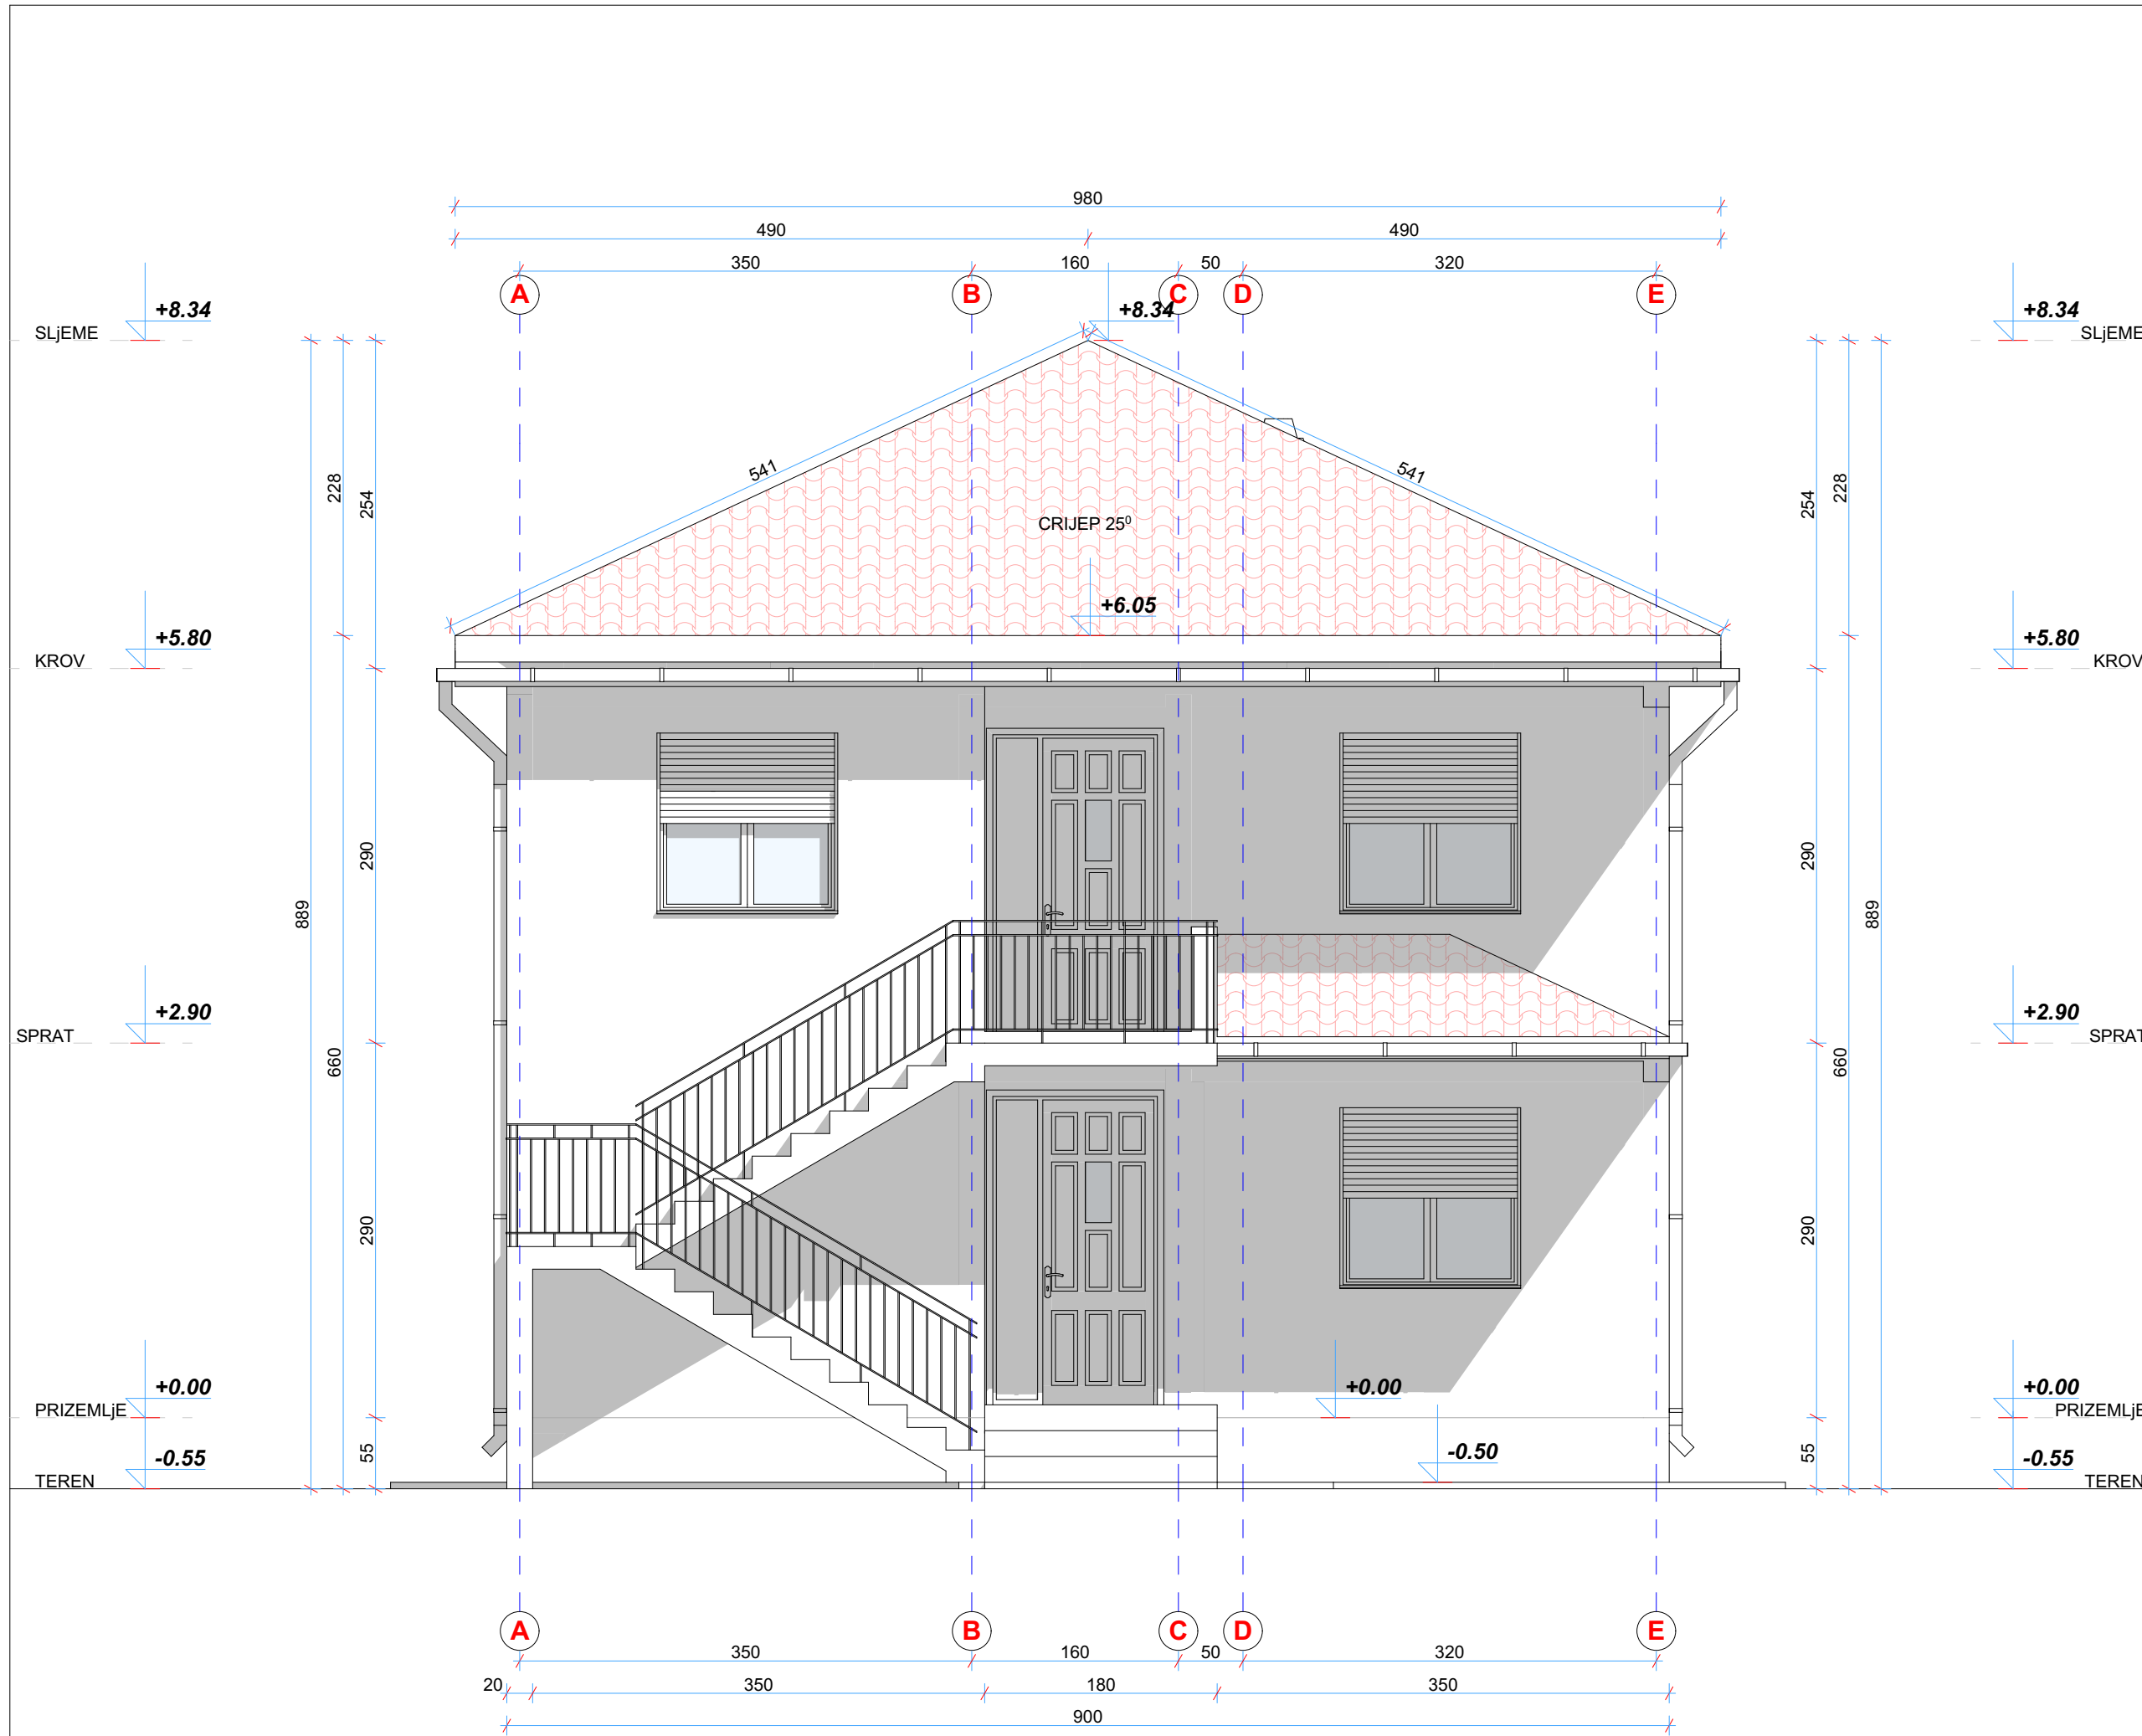 980
490 490
350 160 50 320
A B C D E
+8.34 +8.34 +8.34
SLjEME SLjEME
541 541
228 254 254 228
CRIJEP 25⁰
+6.05
+5.80 +5.80
KROV KROV
290 290
889 889
+2.90 +2.90
SPRAT SPRAT
660 660
290 290
+0.00 +0.00 +0.00
PRIZEMLjE PRIZEMLjE
55 55
-0.55 -0.50 -0.55
TEREN TEREN
A B C D E
350 160 50 320
20 350 180 350
900